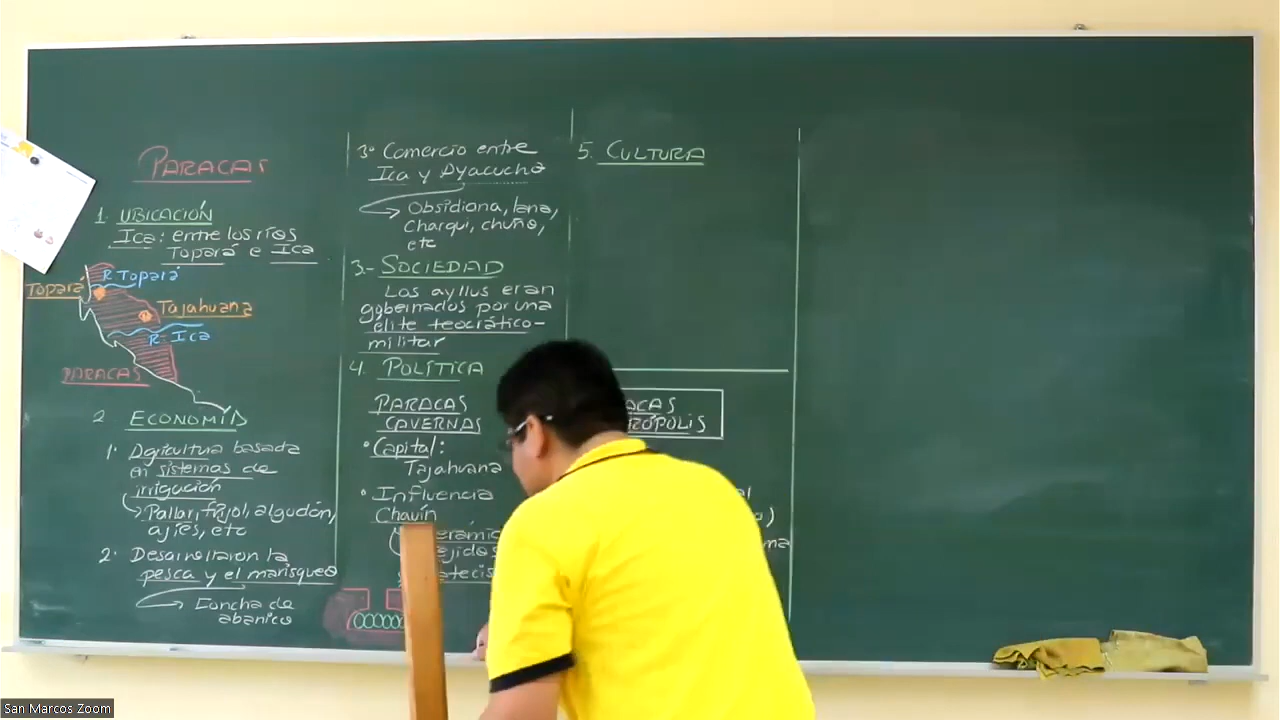 PARACAS
1. UBICACIÓN
Ica: entre los ríos
Topará e Ica
R. Topará
Topará
Tajahuana
R. Ica
PARACAS
2 ECONOMÍA
1. Agricultura basada
en sistemas de
irrigación
Pallar, frijol, algodón,
ajíes, etc
2. Desarrollaron la
pesca y el marisqueo
Concha de
abanico
3° Comercio entre
Ica y Ayacucho
Obsidiana, lana,
charqui, chuño,
etc
3.- SOCIEDAD
Los ayllus eran
gobernados por una
élite teocrático-
militar
4. POLÍTICA
PARACAS
CAVERNAS
• Capital:
Tajahuana
• Influencia
Chavín
5. CULTURA
San Marcos Zoom